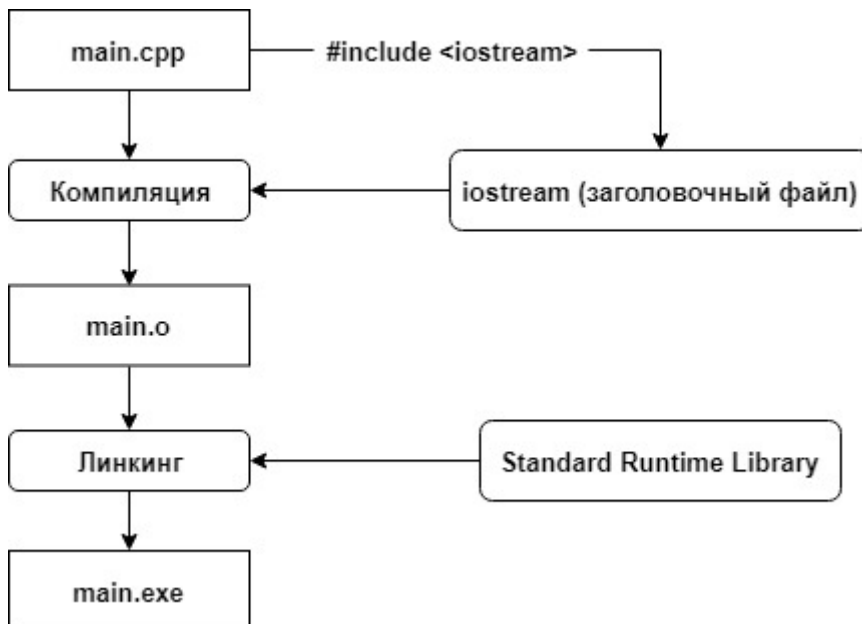 main.cpp
#include <iostream>
Компиляция
iostream (заголовочный файл)
main.o
Линкинг
Standard Runtime Library
main.exe